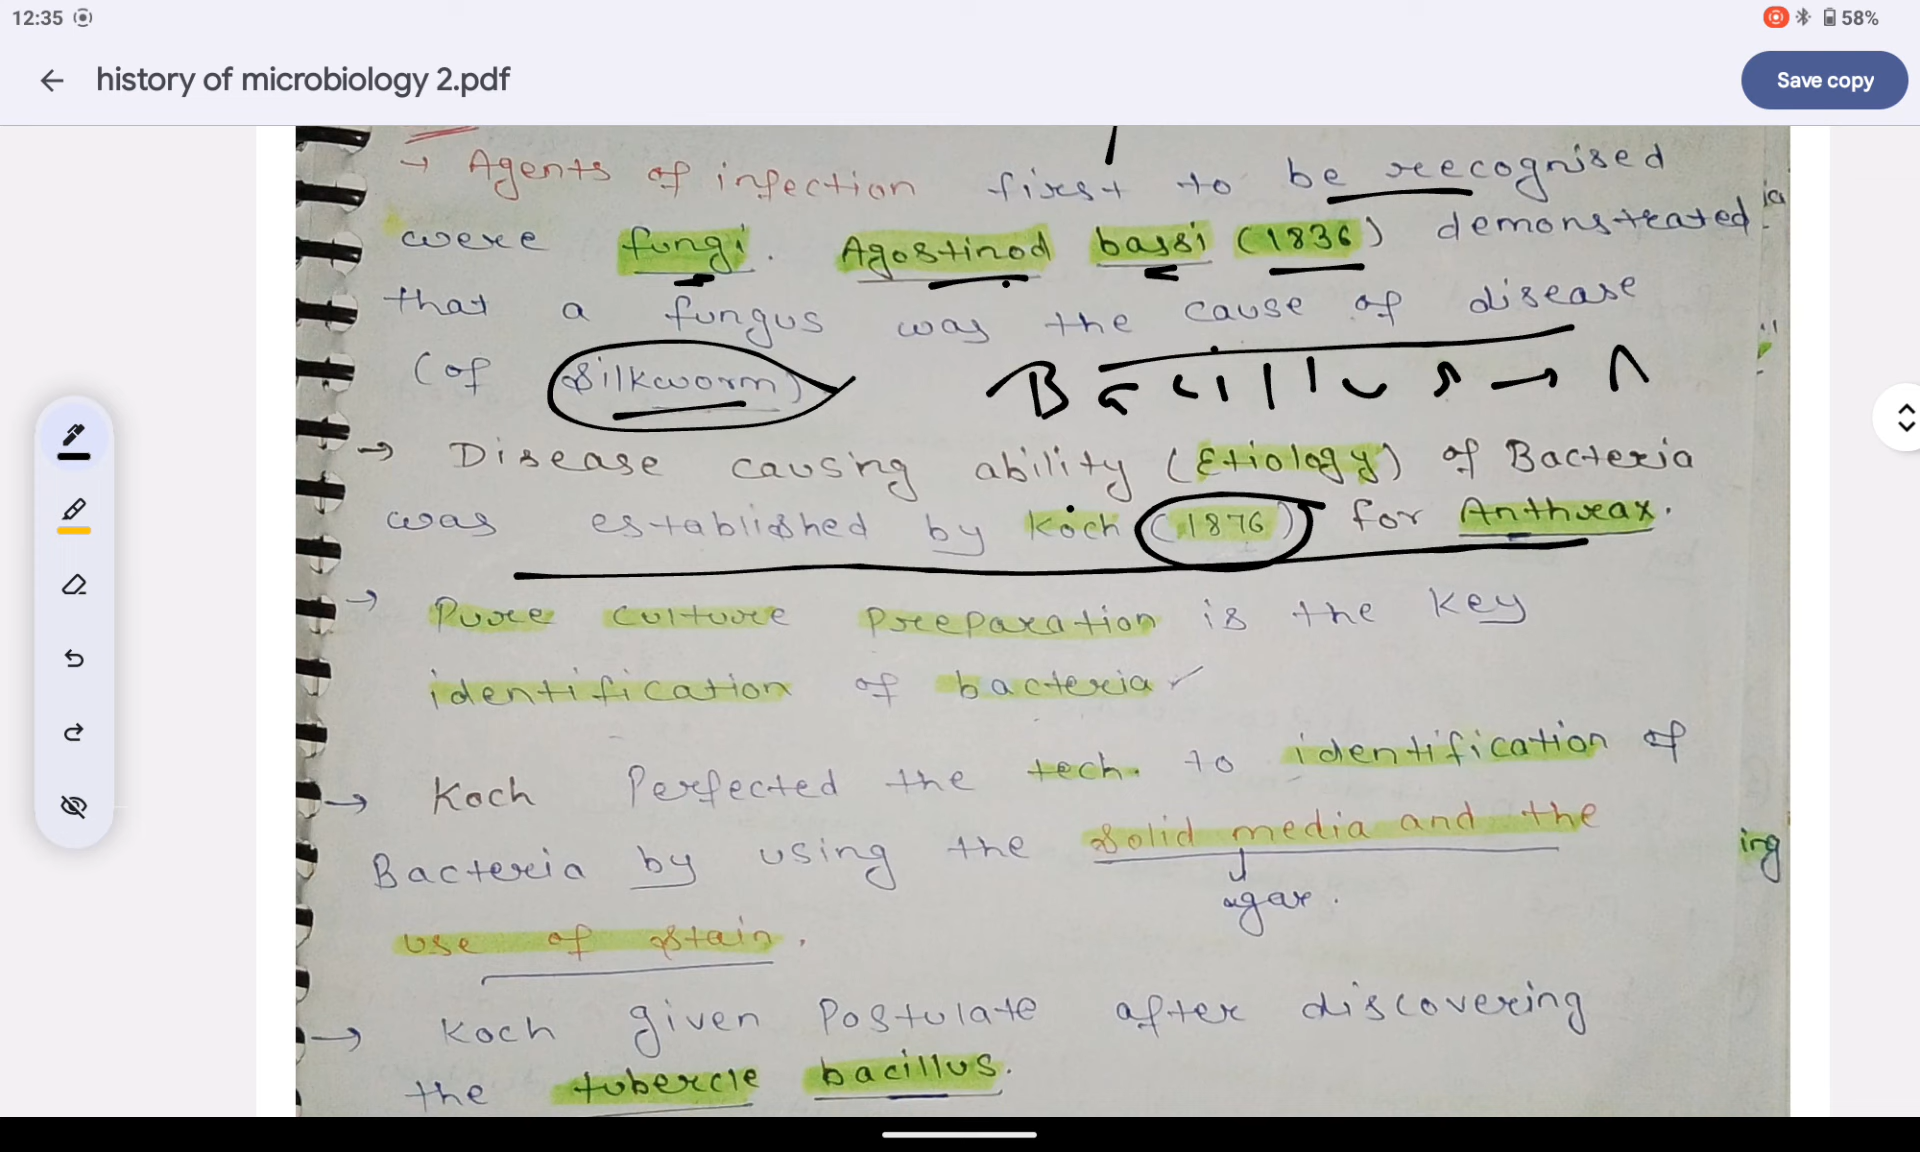 12:35 58%
history of microbiology 2.pdf Save copy
→ Agents of infection first to be recognised
were fungi. Agostinod bassi (1836) demonstrated
that a fungus was the cause of disease
(of Silkworm)
Bacillus → A
→ Disease causing ability (Etiology) of Bacteria
was established by Koch (1876) for Anthrax.
→ Pure culture Preparation is the key
identification of bacteria
→ Koch Perfected the tech. to identification of
Bacteria by using the Solid media and the
ing
agar.
use of stain.
→ Koch given Postulate after discovering
the tubercle bacillus.